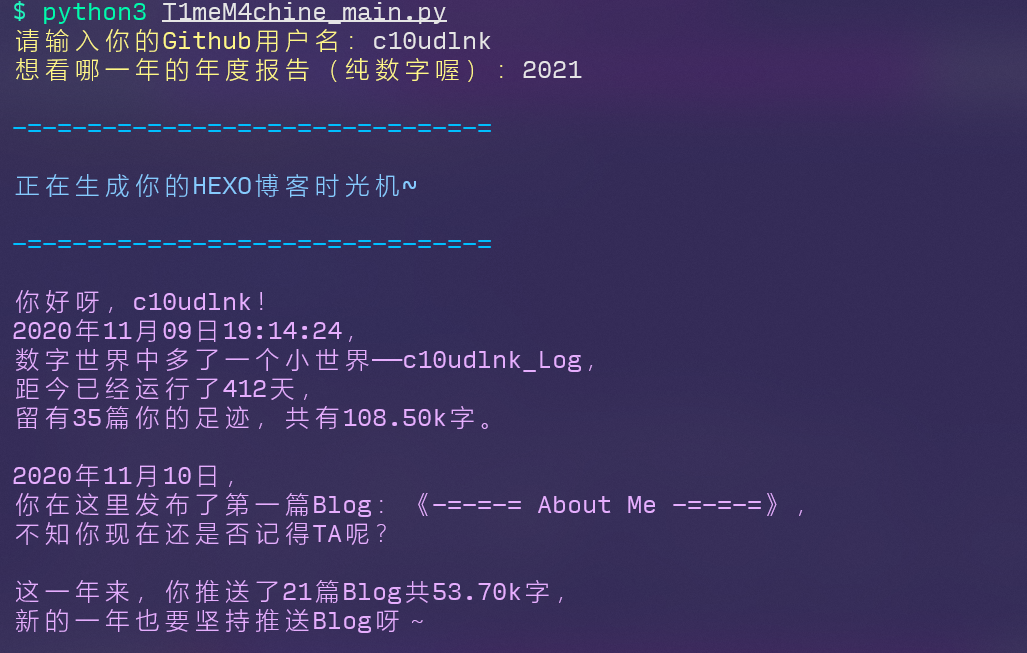 $ python3 T1meM4chine_main.py
请输入你的Github用户名：c10udlnk
想看哪一年的年度报告（纯数字喔）：2021
-=-=-=-=-=-=-=-=-=-=-=-=-=-=-=-=
正在生成你的HEXO博客时光机~
-=-=-=-=-=-=-=-=-=-=-=-=-=-=-=-=
你好呀，c10udlnk！
2020年11月09日19:14:24，
数字世界中多了一个小世界——c10udlnk_Log，
距今已经运行了412天，
留有35篇你的足迹，共有108.50k字。
2020年11月10日，
你在这里发布了第一篇Blog：《-=-=-= About Me -=-=-=》，
不知你现在还是否记得TA呢？
这一年来，你推送了21篇Blog共53.70k字，
新的一年也要坚持推送Blog呀～